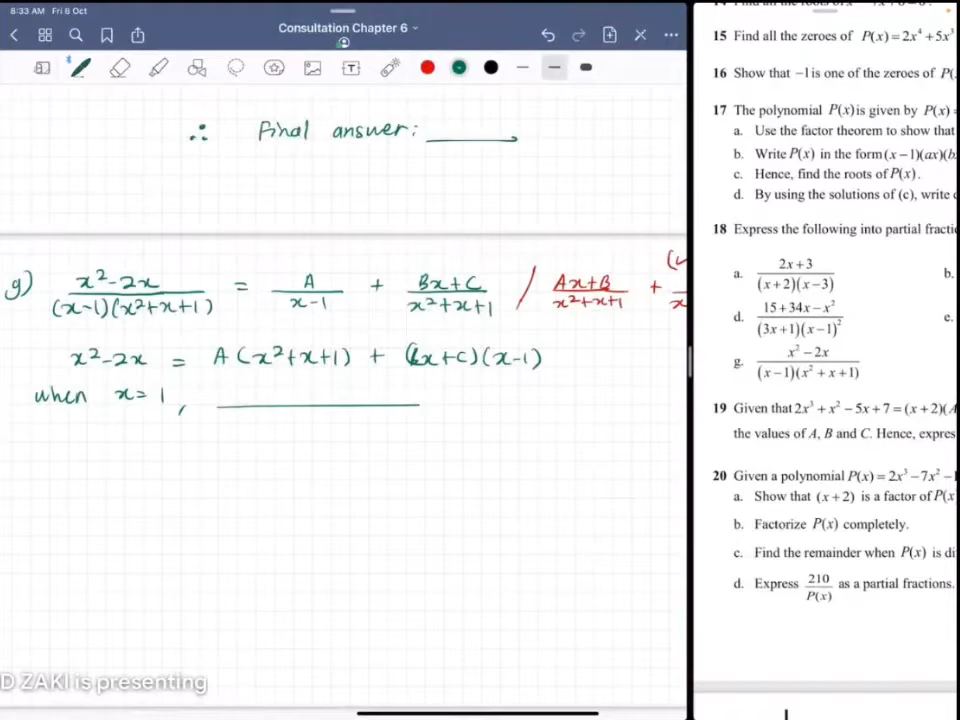 8:33 AM Fri 6 Oct
Consultation Chapter 6
∴ Final answer: ______
g) x²-2x / (x-1)(x²+x+1) = A / x-1 + Bx+C / x²+x+1 / Ax+B / x²+x+1 +
x²-2x = A(x²+x+1) + (Bx+C)(x-1)
when x=1, ______
D ZAKI is presenting
15 Find all the zeroes of P(x)=2x⁴+5x³
16 Show that −1 is one of the zeroes of P(
17 The polynomial P(x) is given by P(x)=
a. Use the factor theorem to show that
b. Write P(x) in the form (x−1)(ax)(b
c. Hence, find the roots of P(x).
d. By using the solutions of (c), write
18 Express the following into partial fracti
a. 2x+3 / (x+2)(x−3) b.
d. 15+34x−x² / (3x+1)(x−1)² e.
g. x²−2x / (x−1)(x²+x+1)
19 Given that 2x³+x²−5x+7=(x+2)(A
the values of A, B and C. Hence, expres
20 Given a polynomial P(x)=2x³−7x²−
a. Show that (x+2) is a factor of P(x
b. Factorize P(x) completely.
c. Find the remainder when P(x) is di
d. Express 210 / P(x) as a partial fractions.